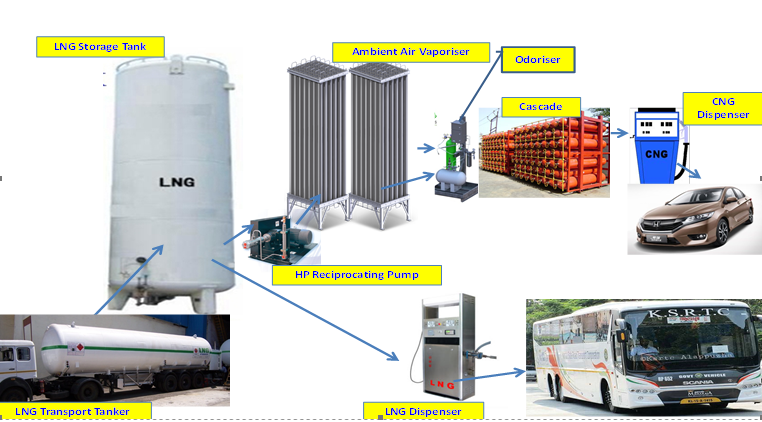 LNG Storage Tank
Ambient Air Vaporiser
Odoriser
Cascade
CNG
Dispenser
CNG
LNG
HP Reciprocating Pump
K.S.R.T.C
SCANIA
LNG
LNG
LNG Transport Tanker
LNG Dispenser